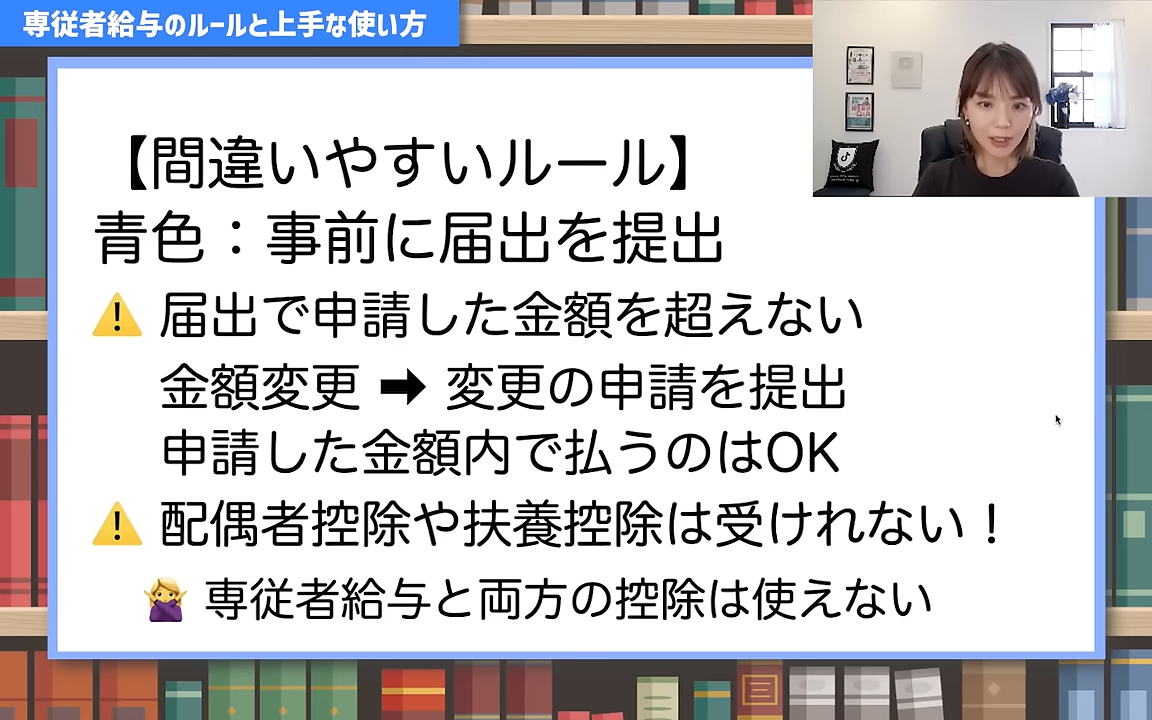 専従者給与のルールと上手な使い方
【間違いやすいルール】
青色：事前に届出を提出
届出で申請した金額を超えない
金額変更 ➡ 変更の申請を提出
申請した金額内で払うのはOK
配偶者控除や扶養控除は受けれない！
専従者給与と両方の控除は使えない